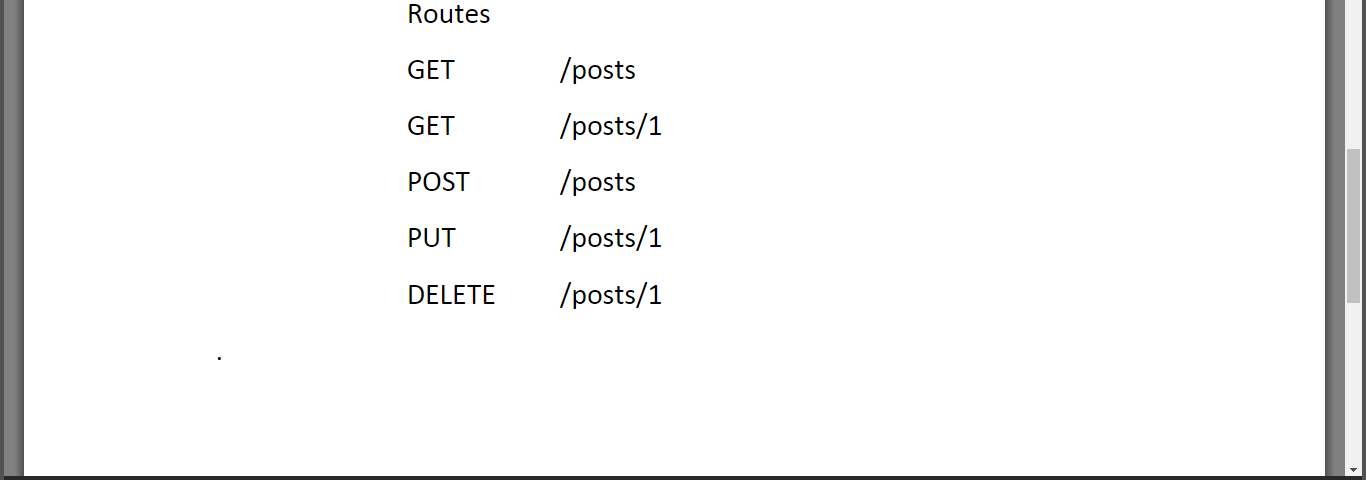 Routes
GET /posts
GET /posts/1
POST /posts
PUT /posts/1
DELETE /posts/1
.